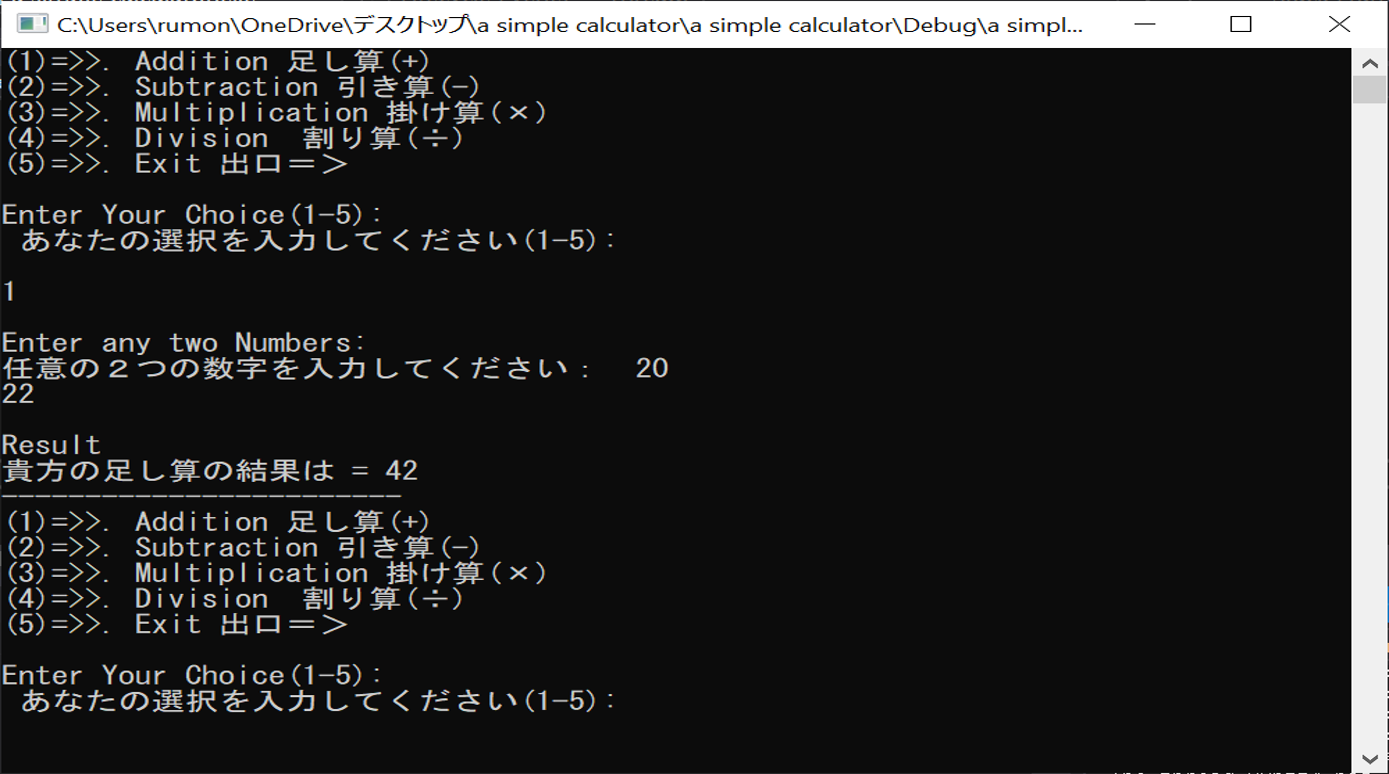 C:\Users\rumon\OneDrive\デスクトップ\a simple calculator\a simple calculator\Debug\a simpl...
(1)=>>. Addition 足し算(+)
(2)=>>. Subtraction 引き算(-)
(3)=>>. Multiplication 掛け算(×)
(4)=>>. Division  割り算(÷)
(5)=>>. Exit 出口＝＞
Enter Your Choice(1-5):
あなたの選択を入力してください(1-5):
1
Enter any two Numbers:
任意の２つの数字を入力してください：  20
22
Result
貴方の足し算の結果は = 42
------------------------
(1)=>>. Addition 足し算(+)
(2)=>>. Subtraction 引き算(-)
(3)=>>. Multiplication 掛け算(×)
(4)=>>. Division  割り算(÷)
(5)=>>. Exit 出口＝＞
Enter Your Choice(1-5):
あなたの選択を入力してください(1-5):